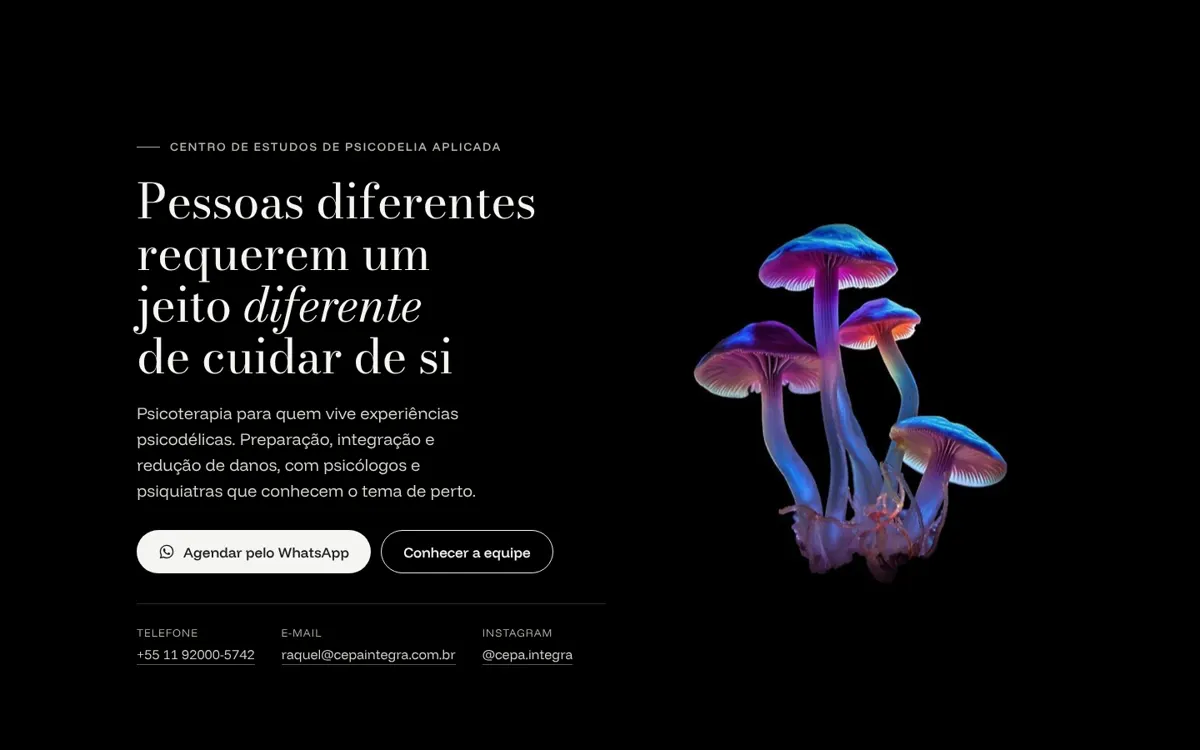 CENTRO DE ESTUDOS DE PSICODELIA APLICADA
Pessoas diferentes
requerem um
jeito diferente
de cuidar de si
Psicoterapia para quem vive experiências
psicodélicas. Preparação, integração e
redução de danos, com psicólogos e
psiquiatras que conhecem o tema de perto.
Agendar pelo WhatsApp
Conhecer a equipe
TELEFONE
+55 11 92000-5742
E-MAIL
raquel@cepaintegra.com.br
INSTAGRAM
@cepa.integra